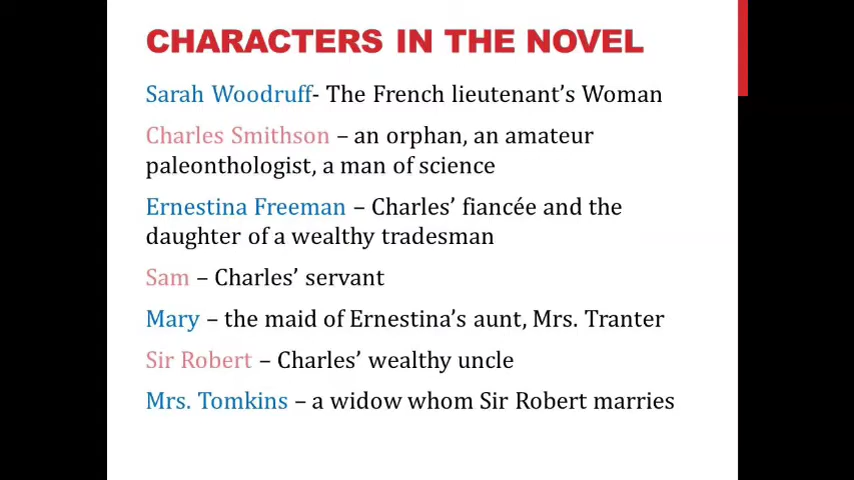 CHARACTERS IN THE NOVEL
Sarah Woodruff- The French lieutenant’s Woman
Charles Smithson – an orphan, an amateur
paleonthologist, a man of science
Ernestina Freeman – Charles’ fiancée and the
daughter of a wealthy tradesman
Sam – Charles’ servant
Mary – the maid of Ernestina’s aunt, Mrs. Tranter
Sir Robert – Charles’ wealthy uncle
Mrs. Tomkins – a widow whom Sir Robert marries